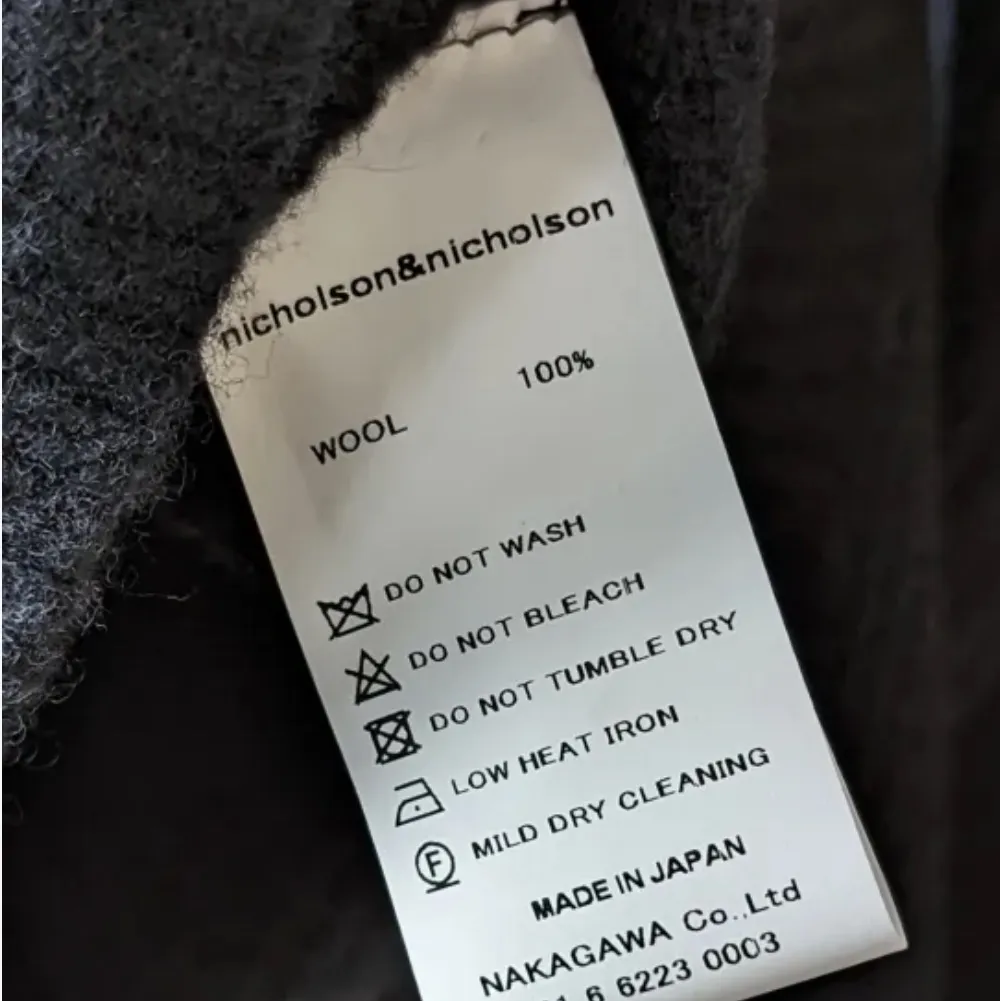 nicholson&nicholson
WOOL 100%
DO NOT WASH
DO NOT BLEACH
DO NOT TUMBLE DRY
LOW HEAT IRON
F MILD DRY CLEANING
MADE IN JAPAN
NAKAGAWA Co.,Ltd
6 6223 0003